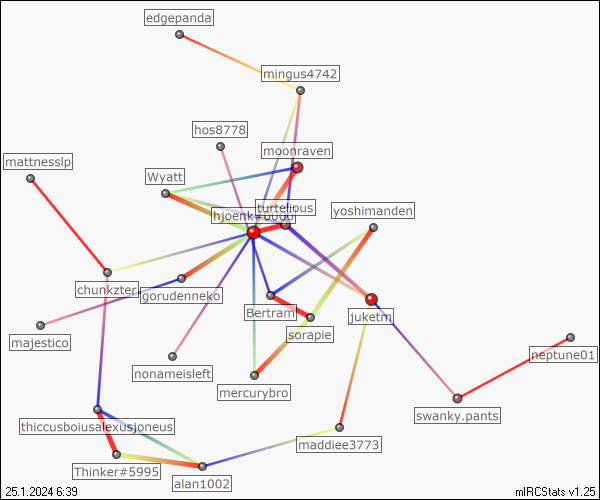 edgepanda
mingus4742
hos8778
moonraven
mattnesslp
Wyatt
turtelious
hjoenk#0000
yoshimanden
chunkzter
gorudenneko
Bertram
juketm
sorapie
majestico
neptune01
nonameisleft
mercurybro
swanky.pants
thiccusboiusalexusjoneus
maddiee3773
Thinker#5995
alan1002
25.1.2024 6:39
mIRCStats v1.25